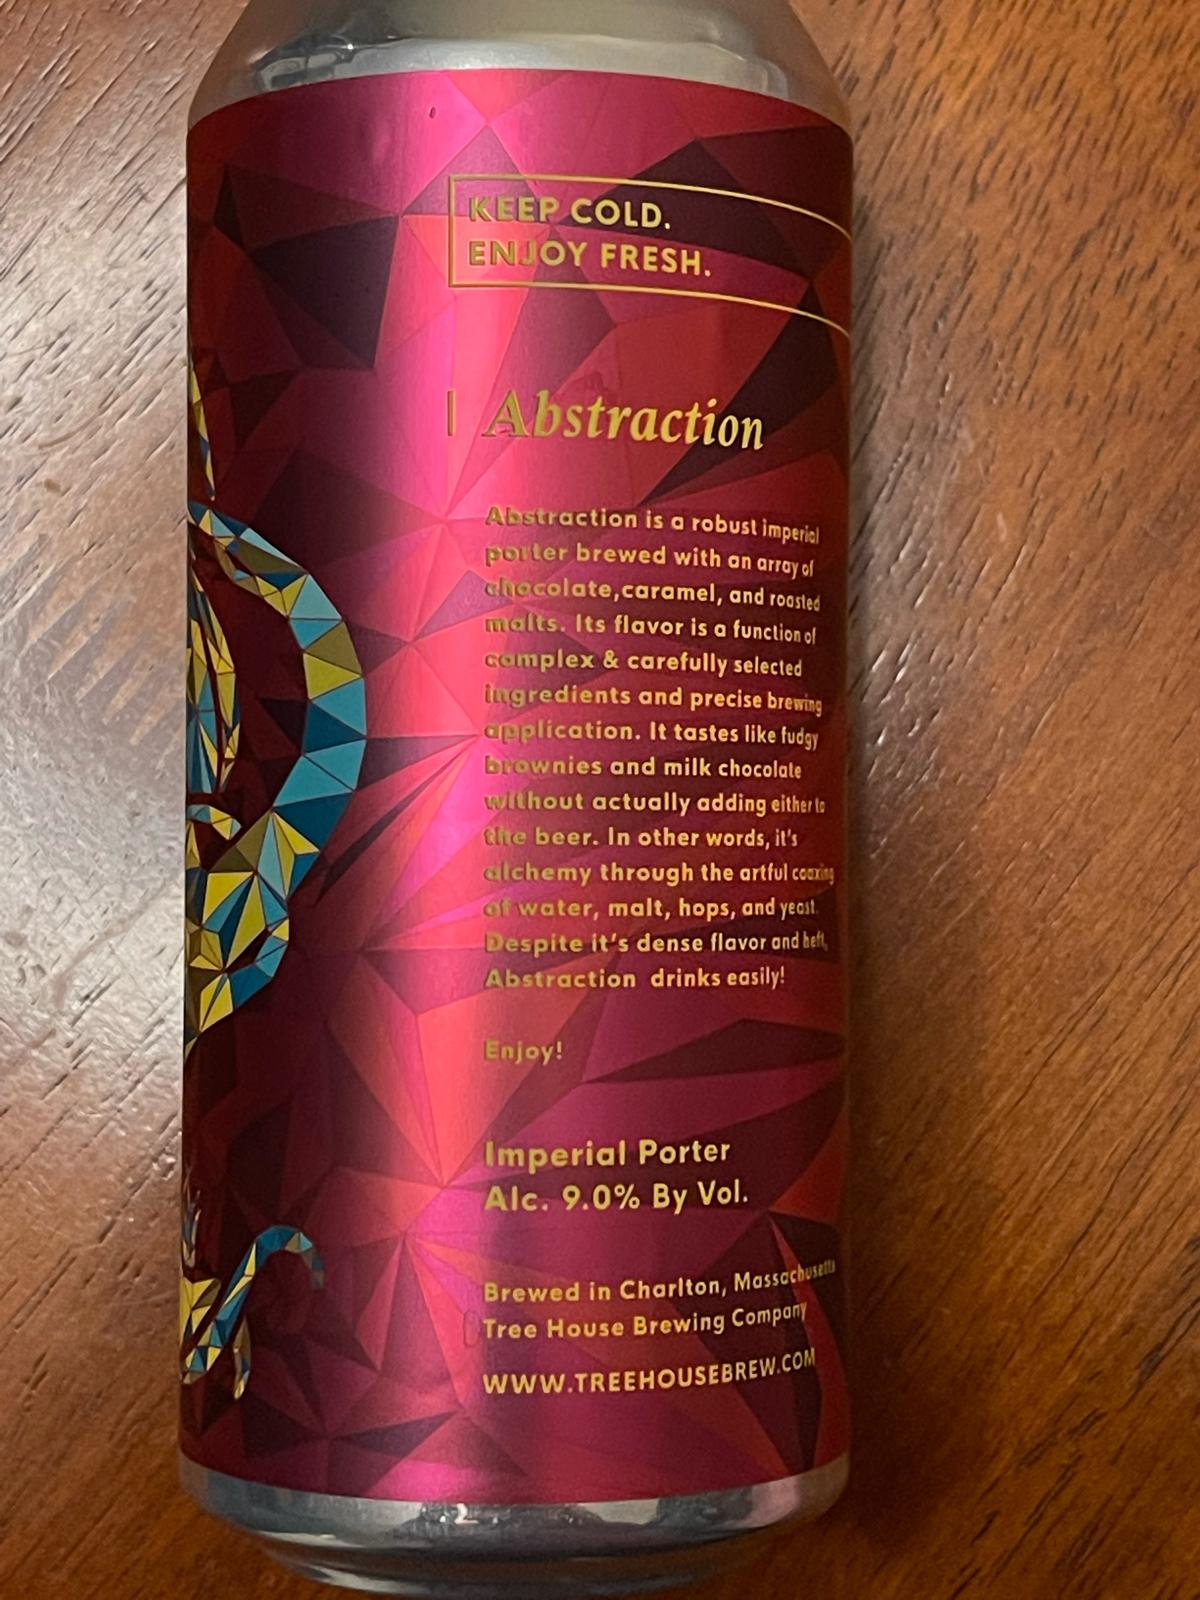 KEEP COLD.
ENJOY FRESH.
Abstraction
Abstraction is a robust imperial
porter brewed with an array of
chocolate,caramel, and roasted
malts. Its flavor is a function of
complex & carefully selected
ingredients and precise brewing
application. It tastes like fudgy
brownies and milk chocolate
without actually adding either to
the beer. In other words, it's
alchemy through the artful coaxing
of water, malt, hops, and yeast.
Despite it's dense flavor and heft,
Abstraction drinks easily!
Enjoy!
Imperial Porter
Alc. 9.0% By Vol.
Brewed in Charlton, Massachusetts
Tree House Brewing Company
WWW.TREEHOUSEBREW.COM